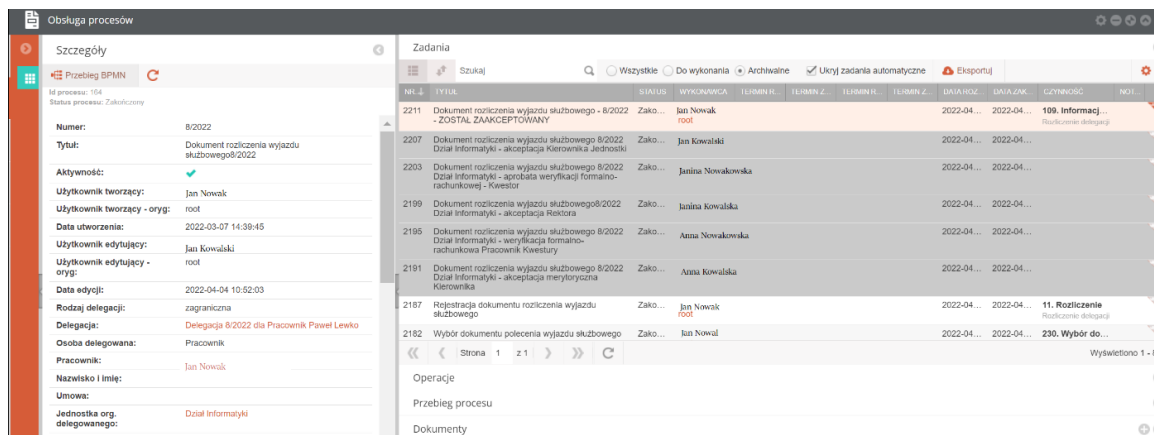 Obsługa procesów
Szczegóły
Przebieg BPMN
Id procesu: 164
Status procesu: Zakończony
Numer: 8/2022
Tytuł: Dokument rozliczenia wyjazdu
służbowego8/2022
Aktywność:
Użytkownik tworzący: Jan Nowak
Użytkownik tworzący - oryg: root
Data utworzenia: 2022-03-07 14:39:45
Użytkownik edytujący: Jan Kowalski
Użytkownik edytujący - root
oryg:
Data edycji: 2022-04-04 10:52:03
Rodzaj delegacji: zagraniczna
Delegacja: Delegacja 6/2022 dla Pracownik Paweł Lewko
Osoba delegowana: Pracownik
Pracownik: Jan Nowak
Nazwisko i imię:
Umowa:
Jednostka org. Dział Informatyki
delegowanego:
Zadania
Szukaj Wszystkie Do wykonania Archiwalne Ukryj zadania automatyczne Eksportuj
NR. TYTUŁ STATUS WYKONAWCA TERMIN R... TERMIN Z... TERMIN R... TERMIN Z... DATA ROZ... DATA ZAK... CZYNNOŚĆ NOT...
2211 Dokument rozliczenia wyjazdu służbowego - 8/2022 Zako... Jan Nowak 2022-04... 2022-04... 109. Informacj...
- ZOSTAŁ ZAAKCEPTOWANY root Rozliczenie delegacji
2207 Dokument rozliczenia wyjazdu służbowego 8/2022 Zako... Jan Kowalski 2022-04... 2022-04...
Dział Informatyki - akceptacja Kierownika Jednostki
2203 Dokument rozliczenia wyjazdu służbowego 8/2022 Zako... Janina Nowakowska 2022-04... 2022-04...
Dział Informatyki - aprobata weryfikacji formalno-
rachunkowej - Kwestor
2199 Dokument rozliczenia wyjazdu służbowego8/2022 Zako... Janina Kowalska 2022-04... 2022-04...
Dział Informatyki - akceptacja Rektora
2195 Dokument rozliczenia wyjazdu służbowego 8/2022 Zako... Anna Nowakowska 2022-04... 2022-04...
Dział Informatyki - weryfikacja formalno-
rachunkowa Pracownik Kwestury
2191 Dokument rozliczenia wyjazdu służbowego 8/2022 Zako... Anna Kowalska 2022-04... 2022-04...
Dział Informatyki - akceptacja merytoryczna
Kierownika
2187 Rejestracja dokumentu rozliczenia wyjazdu Zako... Jan Nowak 2022-04... 2022-04... 11. Rozliczenie
służbowego root Rozliczenie delegacji
2182 Wybór dokumentu polecenia wyjazdu służbowego Zako... Jan Nowal 2022-04... 2022-04... 230. Wybór do...
Strona 1 z 1 Wyświetlono 1 -
Operacje
Przebieg procesu
Dokumenty